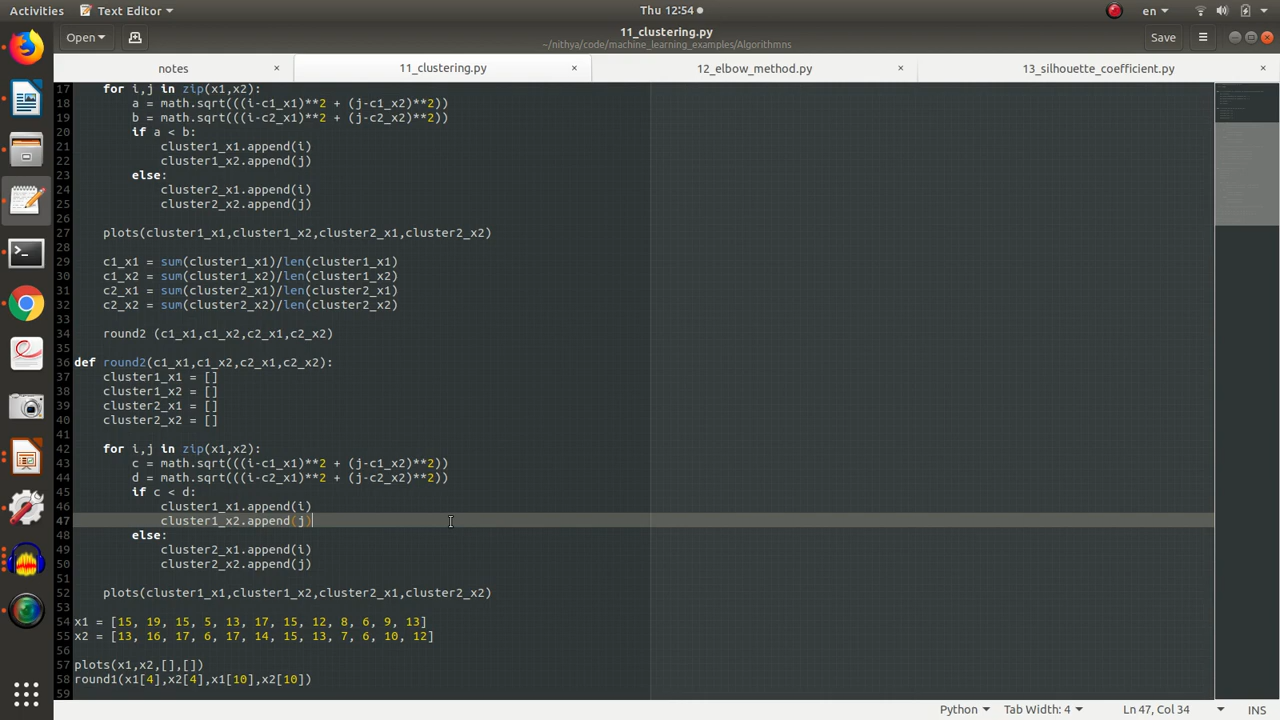 Activities Text Editor Thu 12:54 en
Open 11_clustering.py Save
~/nithya/code/machine_learning_examples/Algorithmns
notes 11_clustering.py 12_elbow_method.py 13_silhouette_coefficient.py
17 for i,j in zip(x1,x2):
18 a = math.sqrt(((i-c1_x1)**2 + (j-c1_x2)**2))
19 b = math.sqrt(((i-c2_x1)**2 + (j-c2_x2)**2))
20 if a < b:
21 cluster1_x1.append(i)
22 cluster1_x2.append(j)
23 else:
24 cluster2_x1.append(i)
25 cluster2_x2.append(j)
26
27 plots(cluster1_x1,cluster1_x2,cluster2_x1,cluster2_x2)
28
29 c1_x1 = sum(cluster1_x1)/len(cluster1_x1)
30 c1_x2 = sum(cluster1_x2)/len(cluster1_x2)
31 c2_x1 = sum(cluster2_x1)/len(cluster2_x1)
32 c2_x2 = sum(cluster2_x2)/len(cluster2_x2)
33
34 round2 (c1_x1,c1_x2,c2_x1,c2_x2)
35
36 def round2(c1_x1,c1_x2,c2_x1,c2_x2):
37 cluster1_x1 = []
38 cluster1_x2 = []
39 cluster2_x1 = []
40 cluster2_x2 = []
41
42 for i,j in zip(x1,x2):
43 c = math.sqrt(((i-c1_x1)**2 + (j-c1_x2)**2))
44 d = math.sqrt(((i-c2_x1)**2 + (j-c2_x2)**2))
45 if c < d:
46 cluster1_x1.append(i)
47 cluster1_x2.append(j)
48 else:
49 cluster2_x1.append(i)
50 cluster2_x2.append(j)
51
52 plots(cluster1_x1,cluster1_x2,cluster2_x1,cluster2_x2)
53
54 x1 = [15, 19, 15, 5, 13, 17, 15, 12, 8, 6, 9, 13]
55 x2 = [13, 16, 17, 6, 17, 14, 15, 13, 7, 6, 10, 12]
56
57 plots(x1,x2,[],[])
58 round1(x1[4],x2[4],x1[10],x2[10])
59
Python Tab Width: 4 Ln 47, Col 34 INS